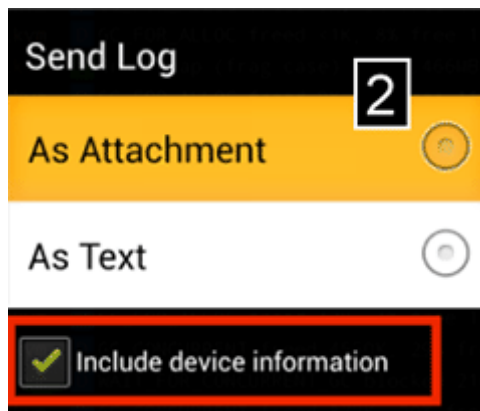 Send Log
2
As Attachment
As Text
Include device information